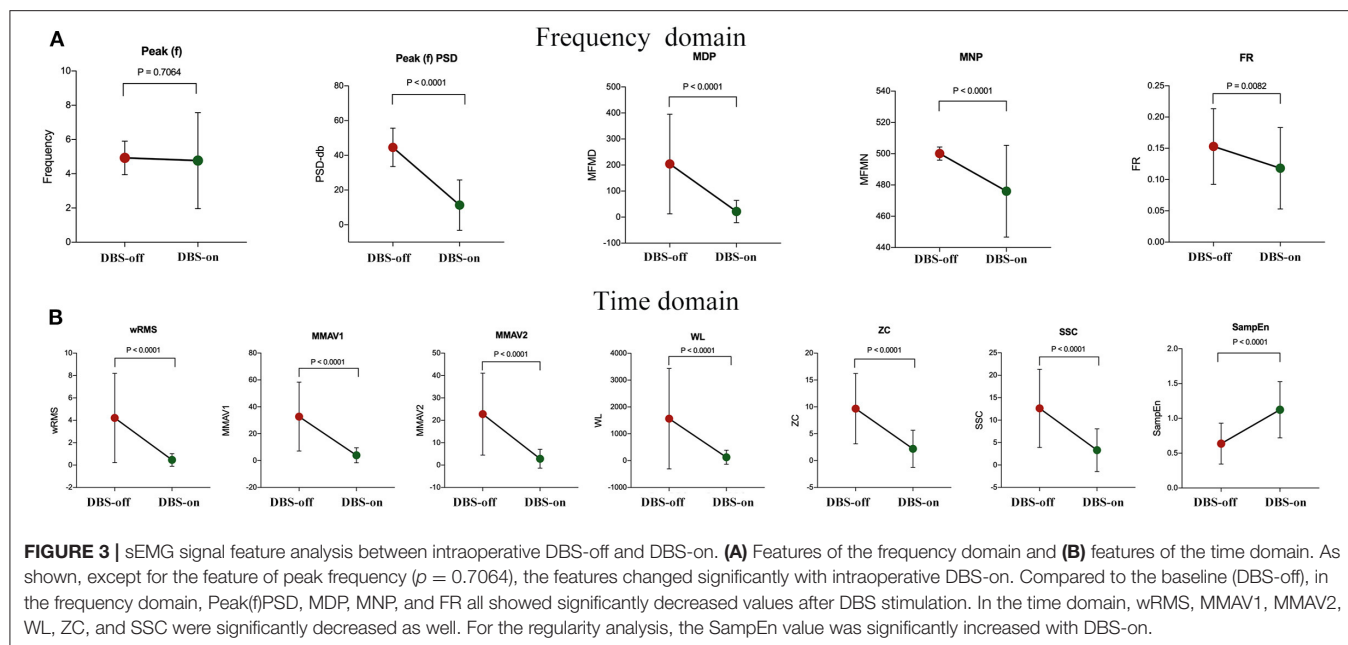 A
Frequency domain
Peak (f)
P = 0.7064
Frequency
10
8
6
4
2
0
DBS-off DBS-on
Peak (f) PSD
P < 0.0001
PSD-db
80
60
40
20
0
DBS-off DBS-on
MDP
P < 0.0001
MFMD
500
400
300
200
100
0
-100
DBS-off DBS-on
MNP
P < 0.0001
MFMN
520
500
480
460
440
DBS-off DBS-on
FR
P = 0.0082
FR
0.25
0.20
0.15
0.10
0.05
0.00
DBS-off DBS-on
B
Time domain
wRMS
P < 0.0001
wRMS
10
8
6
4
2
0
-2
DBS-off DBS-on
MMAV1
P < 0.0001
MMAV1
80
60
40
20
0
-20
DBS-off DBS-on
MMAV2
P < 0.0001
MMAV2
50
40
30
20
10
0
-10
DBS-off DBS-on
WL
P < 0.0001
WL
4000
3000
2000
1000
0
-1000
DBS-off DBS-on
ZC
P < 0.0001
ZC
20
15
10
5
0
-5
DBS-off DBS-on
SSC
P < 0.0001
SSC
25
20
15
10
5
0
-5
DBS-off DBS-on
SampEn
P < 0.0001
SampEn
2.0
1.5
1.0
0.5
0.0
DBS-off DBS-on
FIGURE 3 | sEMG signal feature analysis between intraoperative DBS-off and DBS-on. (A) Features of the frequency domain and (B) features of the time domain. As
shown, except for the feature of peak frequency (p = 0.7064), the features changed significantly with intraoperative DBS-on. Compared to the baseline (DBS-off), in
the frequency domain, Peak(f)PSD, MDP, MNP, and FR all showed significantly decreased values after DBS stimulation. In the time domain, wRMS, MMAV1, MMAV2,
WL, ZC, and SSC were significantly decreased as well. For the regularity analysis, the SampEn value was significantly increased with DBS-on.